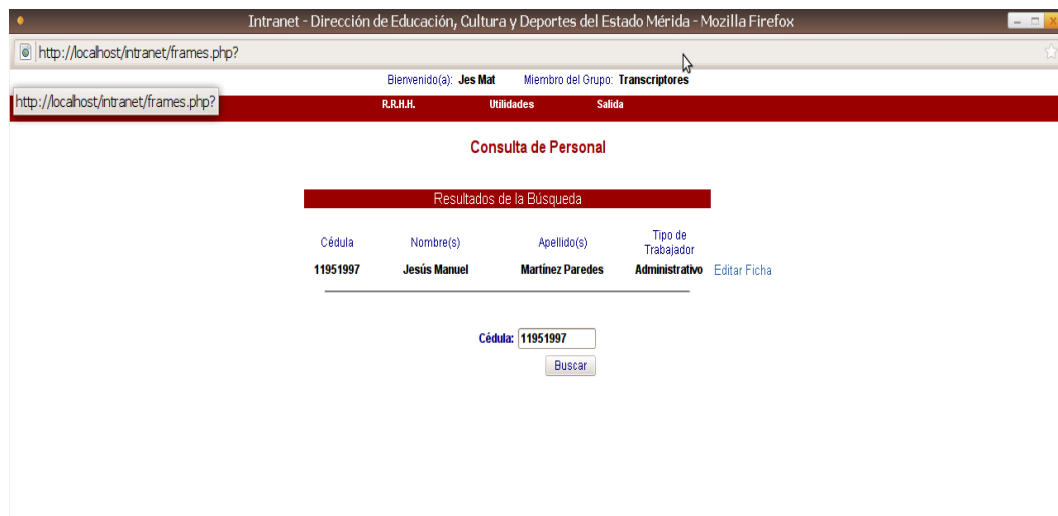 Intranet - Dirección de Educación, Cultura y Deportes del Estado Mérida - Mozilla Firefox
http://localhost/intranet/frames.php?
Bienvenido(a): Jes Mat Miembro del Grupo: Transcriptores
http://localhost/intranet/frames.php?
R.R.H.H. Utilidades Salida
Consulta de Personal
Resultados de la Búsqueda
Cédula Nombre(s) Apellido(s) Tipo de Trabajador
11951997 Jesús Manuel Martínez Paredes Administrativo Editar Ficha
Cédula: 11951997
Buscar